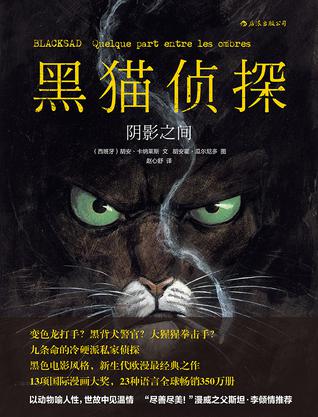 后浪出版公司
BLACKSAD Quelque part entre les ombres
黑猫侦探
阴影之间
（西班牙）胡安·卡纳莱斯 文 胡安霍·瓜尔尼多 图
赵心舒 译
变色龙打手？黑背犬警官？大猩猩拳击手？
九条命的冷硬派私家侦探
黑色电影风格，新生代欧漫最经典之作
13项国际漫画大奖，23种语言全球畅销350万册
以动物喻人性，世故中见温情 “尽善尽美！”漫威之父斯坦·李倾情推荐